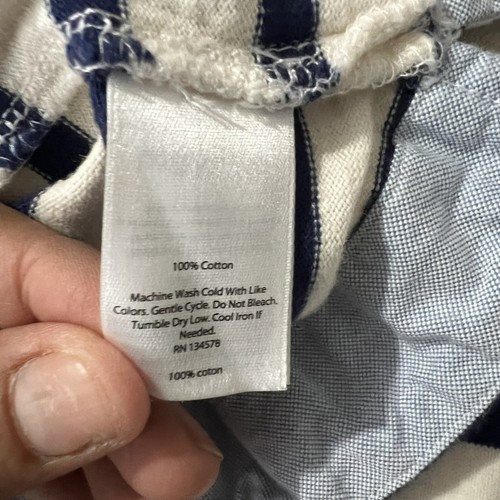 100% Cotton
Machine Wash Cold With Like
Colors. Gentle Cycle. Do Not Bleach.
Tumble Dry Low. Cool Iron If
Needed.
RN 134578
100% coton